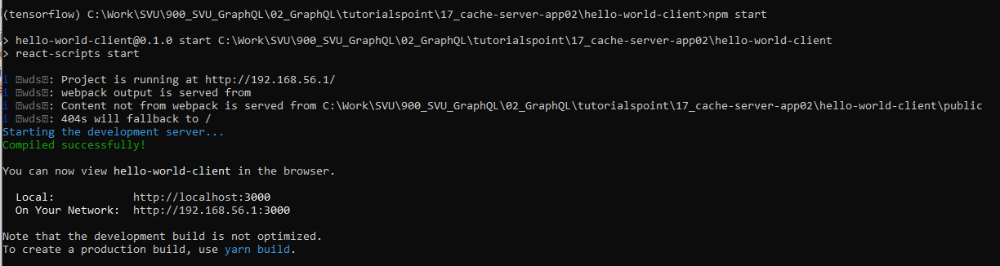 (tensorflow) C:\Work\SVU\900_SVU_GraphQL\02_GraphQL\tutorialspoint\17_cache-server-app02\hello-world-client>npm start
> hello-world-client@0.1.0 start C:\Work\SVU\900_SVU_GraphQL\02_GraphQL\tutorialspoint\17_cache-server-app02\hello-world-client
> react-scripts start
i ⍰wds⍰: Project is running at http://192.168.56.1/
i ⍰wds⍰: webpack output is served from
i ⍰wds⍰: Content not from webpack is served from C:\Work\SVU\900_SVU_GraphQL\02_GraphQL\tutorialspoint\17_cache-server-app02\hello-world-client\public
i ⍰wds⍰: 404s will fallback to /
Starting the development server...
Compiled successfully!
You can now view hello-world-client in the browser.
Local: http://localhost:3000
On Your Network: http://192.168.56.1:3000
Note that the development build is not optimized.
To create a production build, use yarn build.